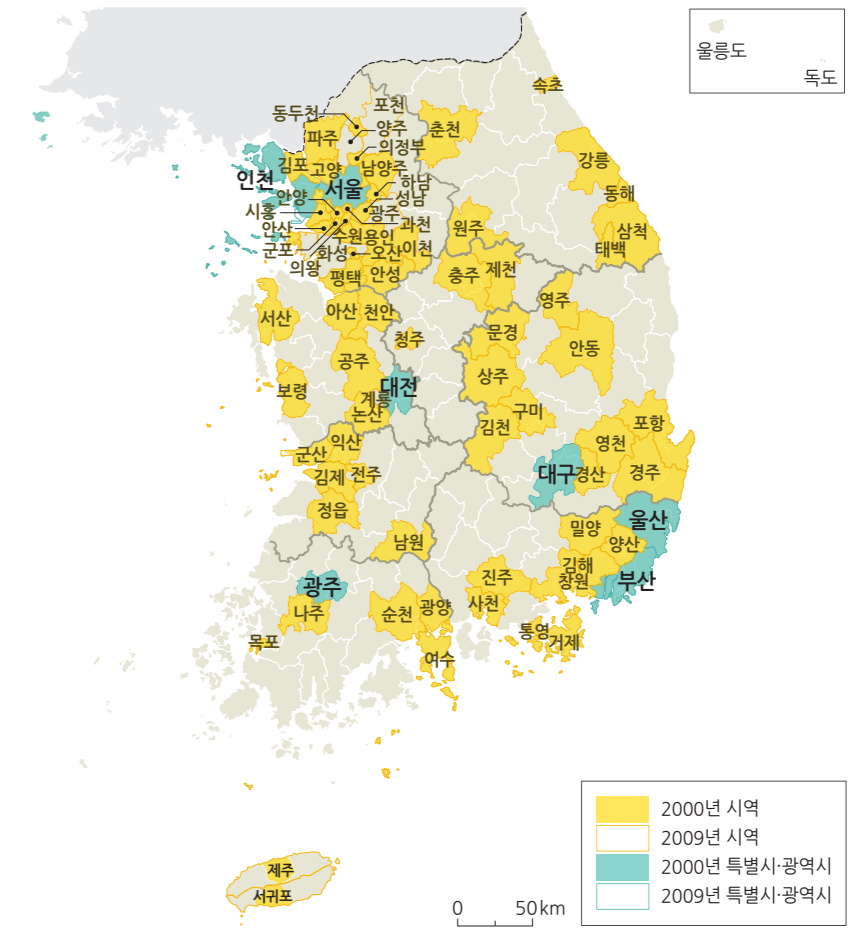 울릉도
독도
속초
포천
동두천
양주
춘천
파주
의정부
강릉
김포
고양
남양주
인천
서울
하남
동해
안양
성남
시흥
광주
과천
원주
삼척
안산
수원
용인
태백
군포
화성
오산
이천
의왕
평택
안성
충주
제천
영주
서산
아산
천안
청주
문경
안동
공주
상주
대전
보령
계룡
논산
구미
김천
포항
익산
영천
군산
김제
전주
대구
경산
경주
정읍
울산
밀양
남원
양산
김해
진주
창원
부산
광주
나주
순천
광양
사천
통영
거제
목포
여수
제주
서귀포
2000년 시역
2009년 시역
2000년 특별시·광역시
2009년 특별시·광역시
0
50km